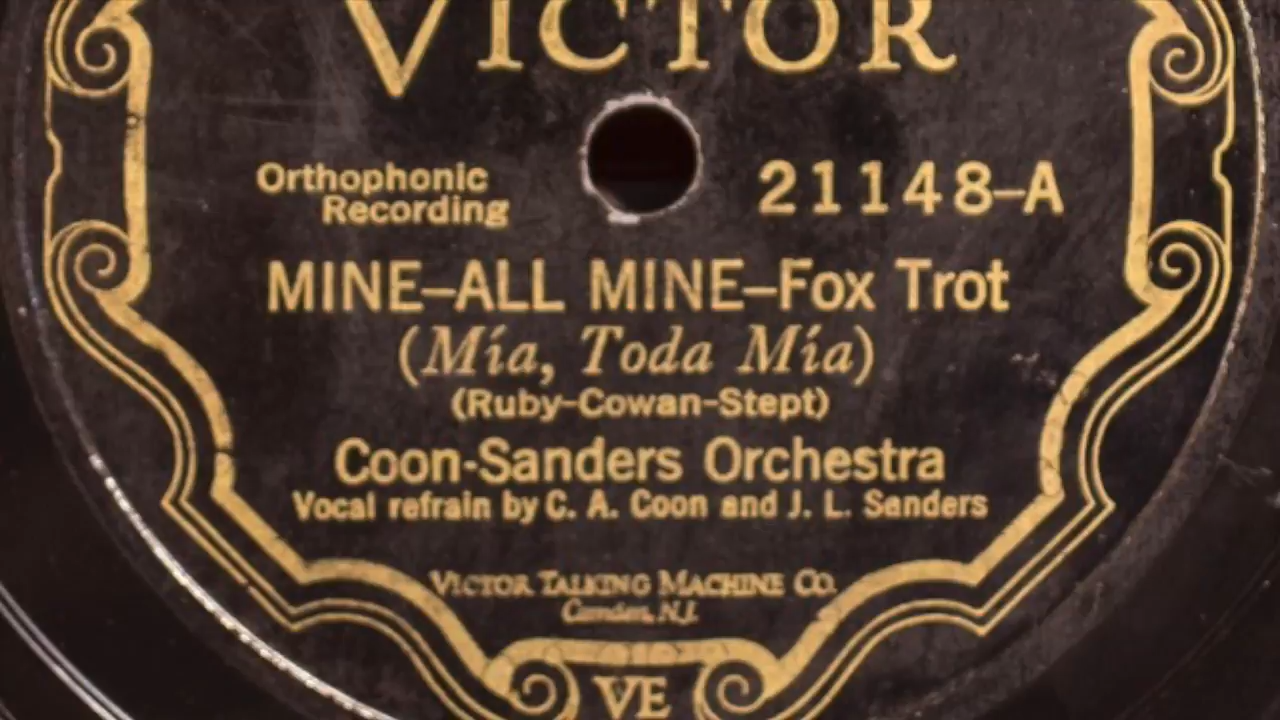 VICTOR
Orthophonic
Recording
21148-A
MINE-ALL MINE-Fox Trot
(Mía, Toda Mía)
(Ruby-Cowan-Stept)
Coon-Sanders Orchestra
Vocal refrain by C. A. Coon and J. L. Sanders
VICTOR TALKING MACHINE CO.
Camden, N.J.
VE